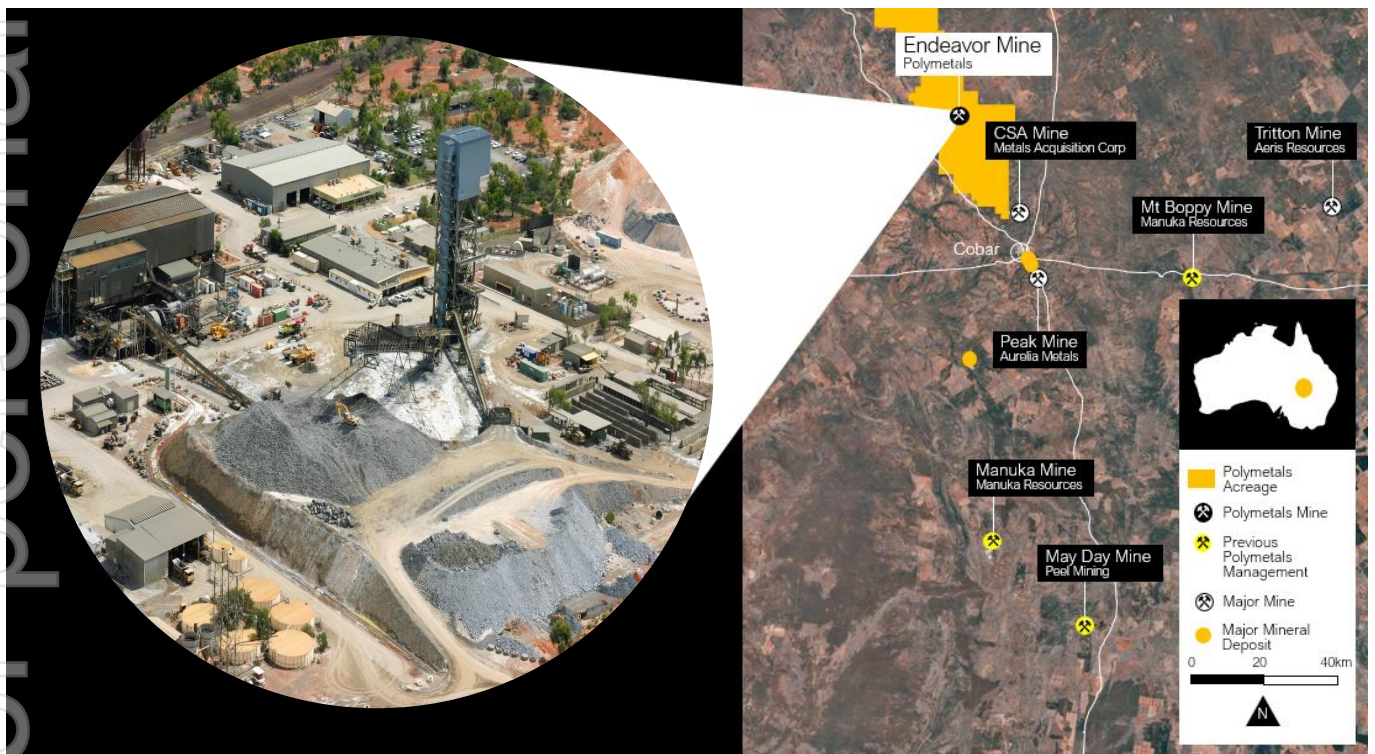 or personal
Endeavor Mine
Polymetals
CSA Mine
Metals Acquisition Corp
Tritton Mine
Aeris Resources
Mt Boppy Mine
Manuka Resources
Cobar
Peak Mine
Aurelia Metals
Manuka Mine
Manuka Resources
May Day Mine
Peel Mining
Polymetals
Acreage
Polymetals Mine
Previous
Polymetals
Management
Major Mine
Major Mineral
Deposit
0 20 40km
N